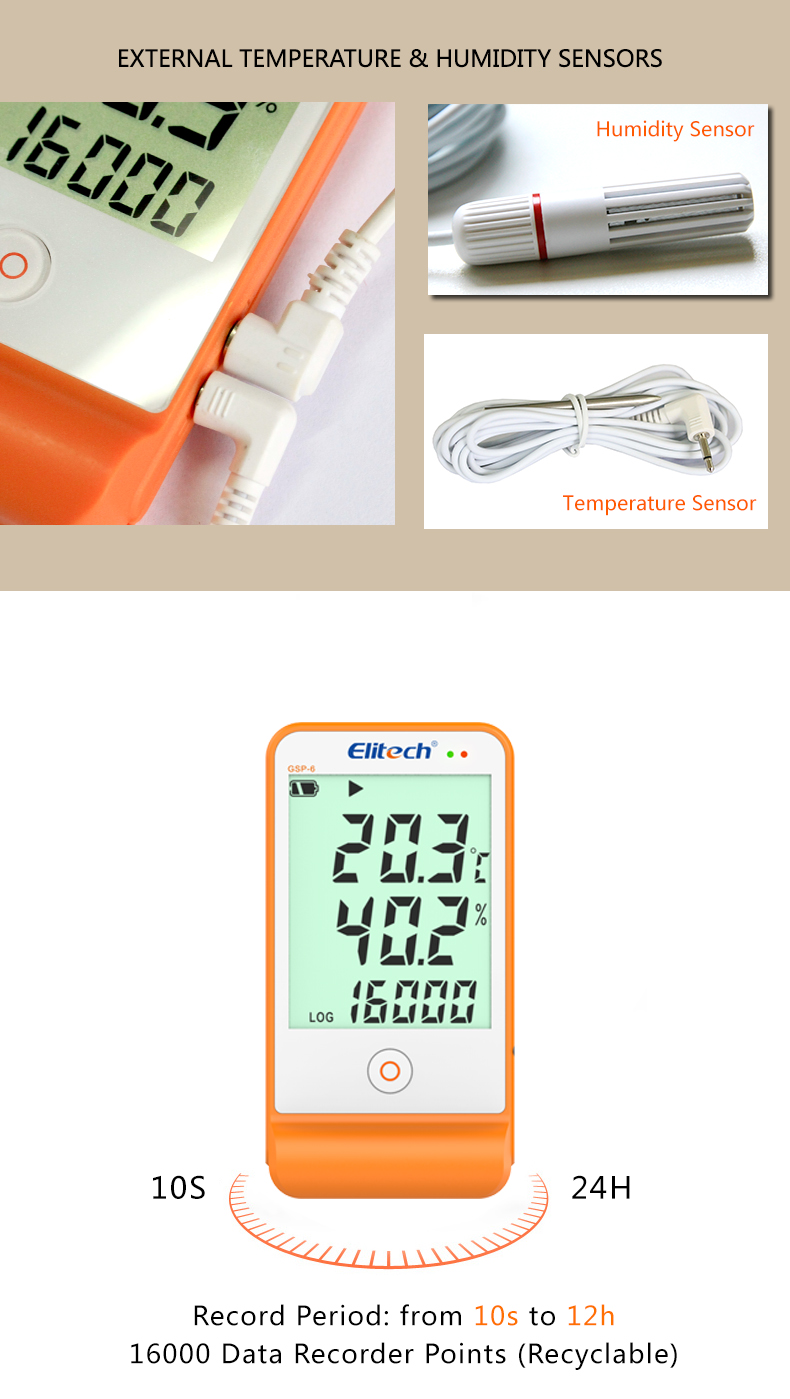 EXTERNAL TEMPERATURE & HUMIDITY SENSORS
%
16000
Humidity Sensor
Temperature Sensor
Elitech®
GSP-6
20.3°C
40.2%
LOG 16000
10S
24H
Record Period: from 10s to 12h
16000 Data Recorder Points (Recyclable)